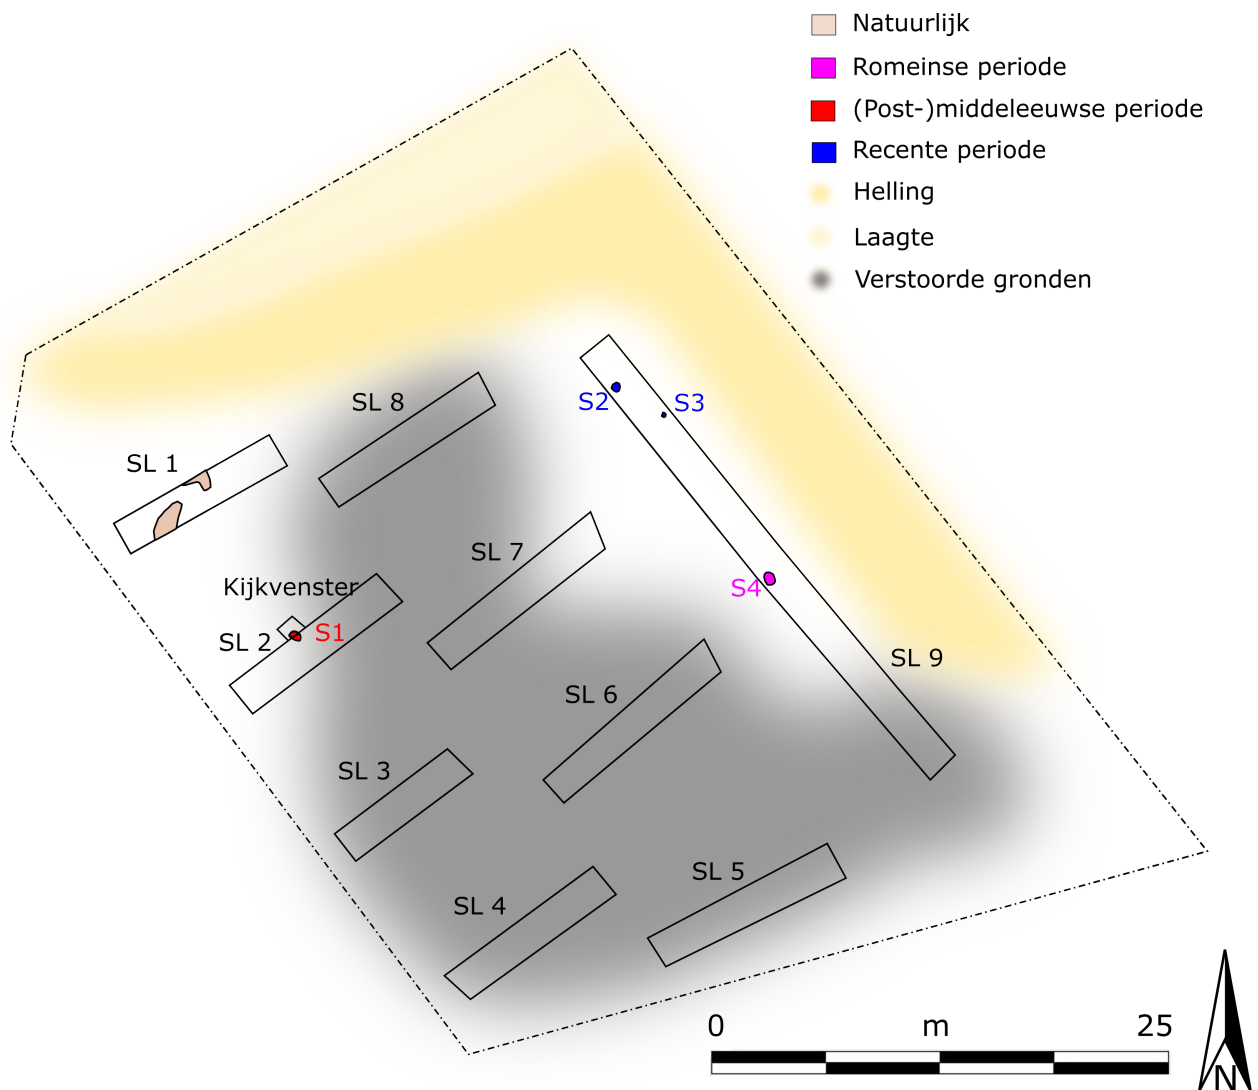 Natuurlijk
Romeinse periode
(Post-)middeleeuwse periode
Recente periode
Helling
Laagte
Verstoorde gronden
SL 8
S2
S3
SL 1
SL 7
Kijkvenster
S4
SL 2
S1
SL 9
SL 6
SL 3
SL 5
SL 4
0 m 25
N